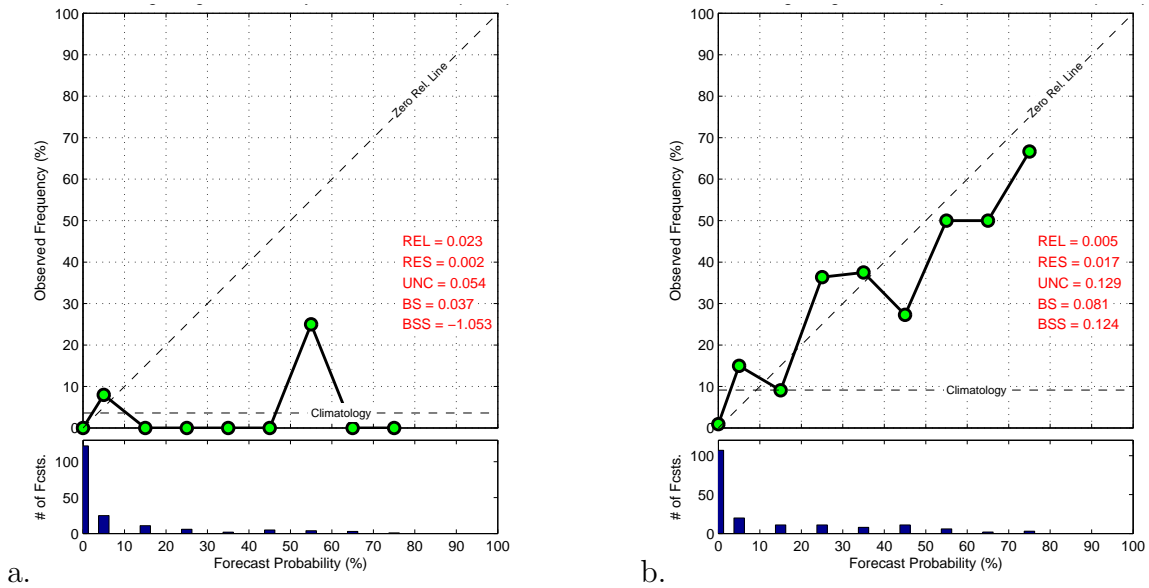 100
90
80
70
60
50
40
30
20
10
0
Observed Frequency (%)
Zero Rel. Line
REL = 0.023
RES = 0.002
UNC = 0.054
BS = 0.037
BSS = −1.053
Climatology
100
50
0
# of Fcsts.
0 10 20 30 40 50 60 70 80 90 100
Forecast Probability (%)
a.
100
90
80
70
60
50
40
30
20
10
0
Observed Frequency (%)
Zero Rel. Line
REL = 0.005
RES = 0.017
UNC = 0.129
BS = 0.081
BSS = 0.124
Climatology
100
50
0
# of Fcsts.
0 10 20 30 40 50 60 70 80 90 100
Forecast Probability (%)
b.